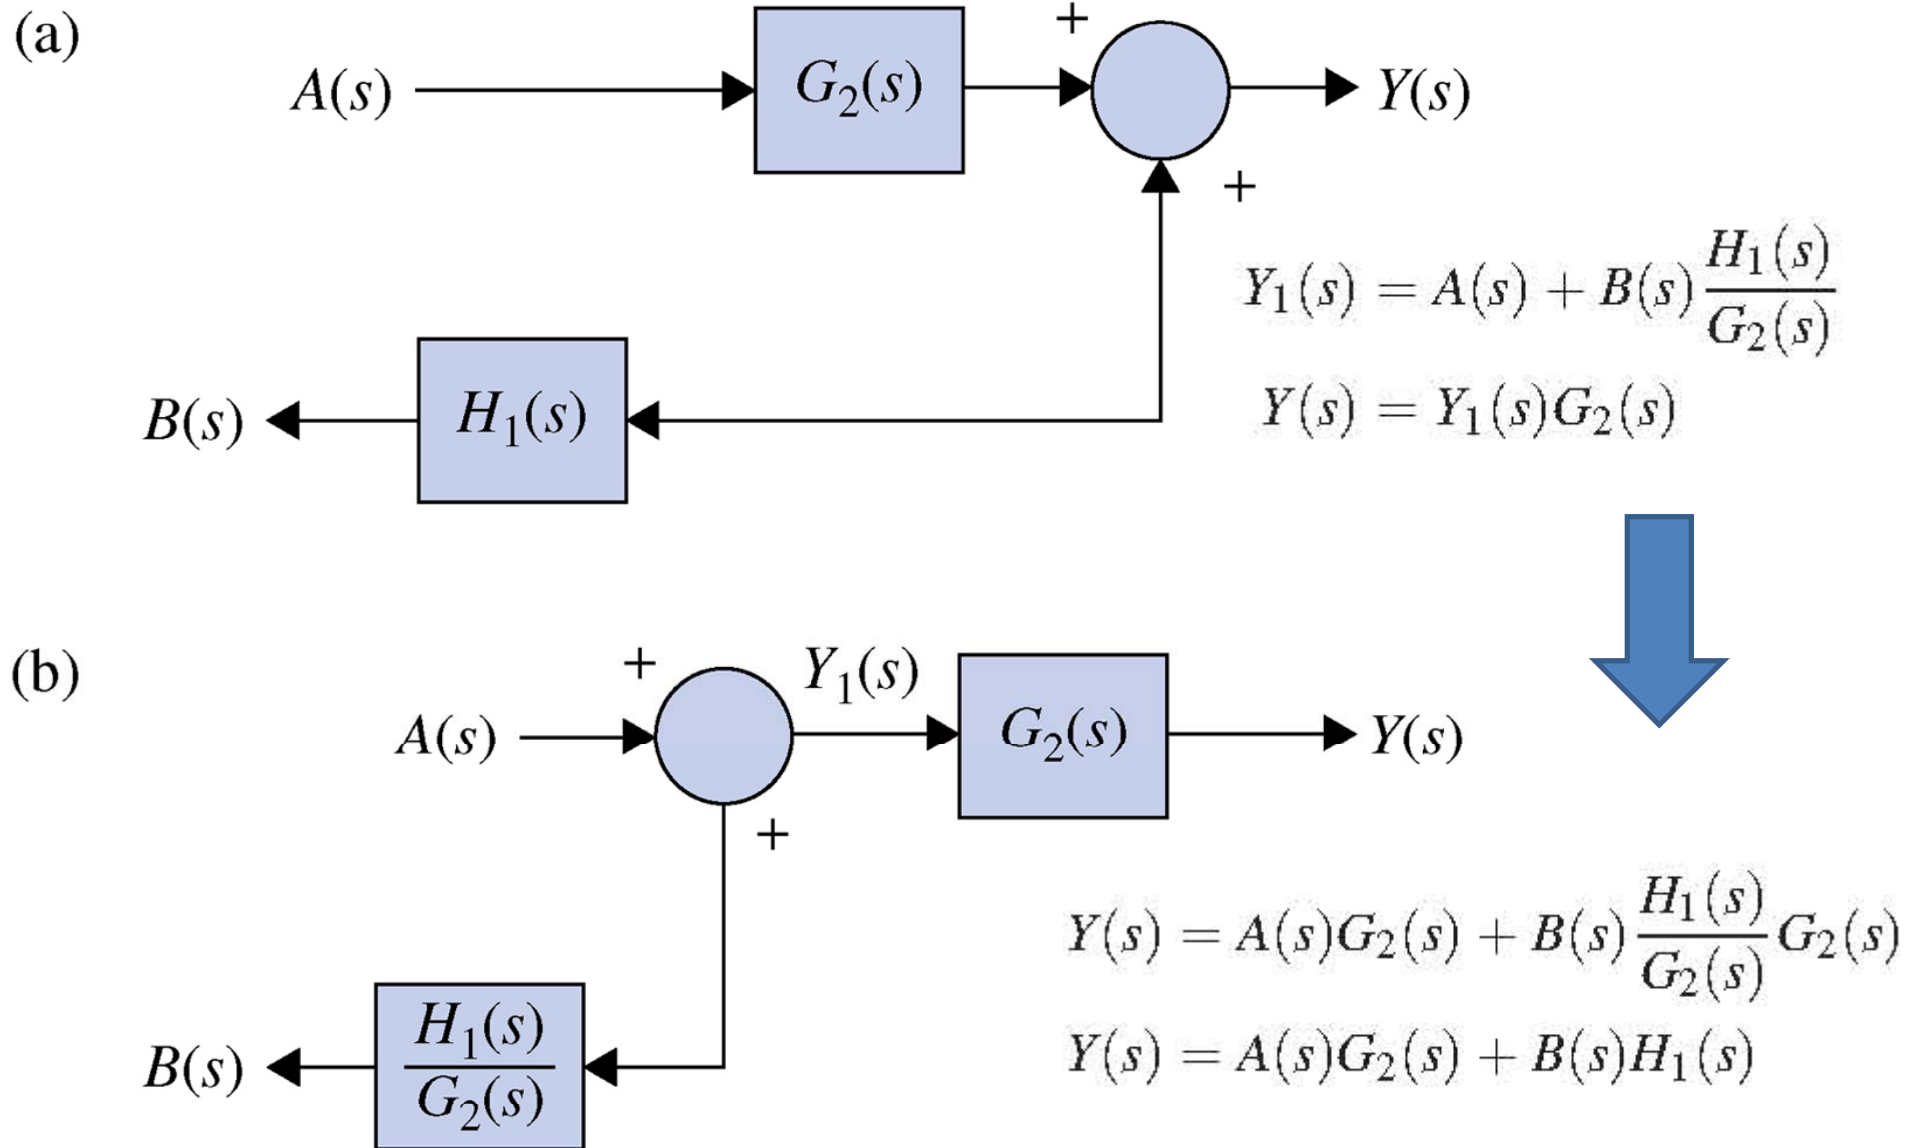 (a)
+
A(s)
G₂(s)
Y(s)
+
Y₁(s) = A(s) + B(s) H₁(s)/G₂(s)
B(s)
H₁(s)
Y(s) = Y₁(s)G₂(s)
(b)
+
Y₁(s)
A(s)
G₂(s)
Y(s)
+
Y(s) = A(s)G₂(s) + B(s) H₁(s)/G₂(s) G₂(s)
B(s)
H₁(s)/G₂(s)
Y(s) = A(s)G₂(s) + B(s)H₁(s)